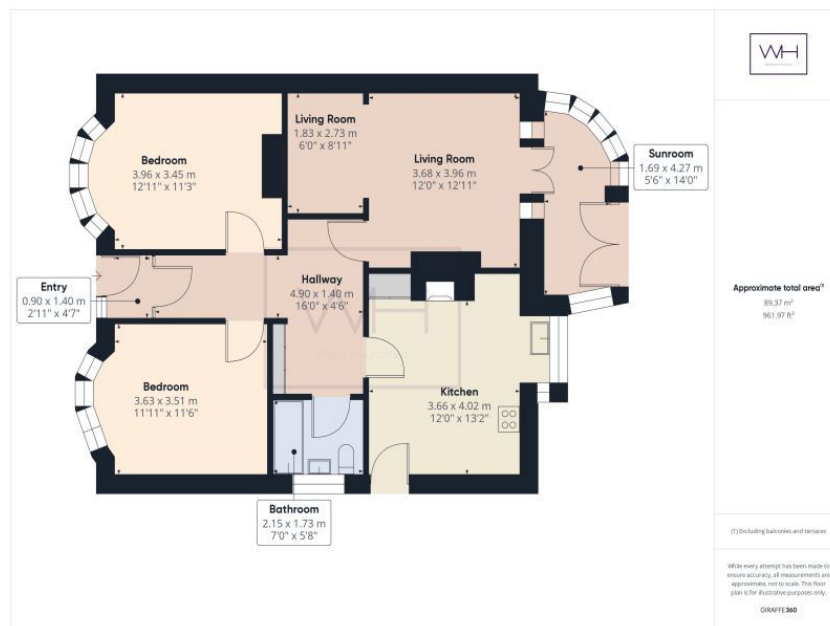 Bedroom
3.96 x 3.45 m
12'11" x 11'3"
Living Room
1.83 x 2.73 m
6'0" x 8'11"
Living Room
3.68 x 3.96 m
12'0" x 12'11"
Sunroom
1.69 x 4.27 m
5'6" x 14'0"
Entry
0.90 x 1.40 m
2'11" x 4'7"
Hallway
4.90 x 1.40 m
16'0" x 4'6"
Bedroom
3.63 x 3.51 m
11'11" x 11'6"
Kitchen
3.66 x 4.02 m
12'0" x 13'2"
Bathroom
2.15 x 1.73 m
7'0" x 5'8"
WH
WH
Approximate total area⁽¹⁾
89.37 m²
961.97 ft²
(1) Excluding balconies and terraces
While every attempt has been made to
ensure accuracy, all measurements are
approximate, not to scale. This floor
plan is for illustrative purposes only.
GIRAFFE360